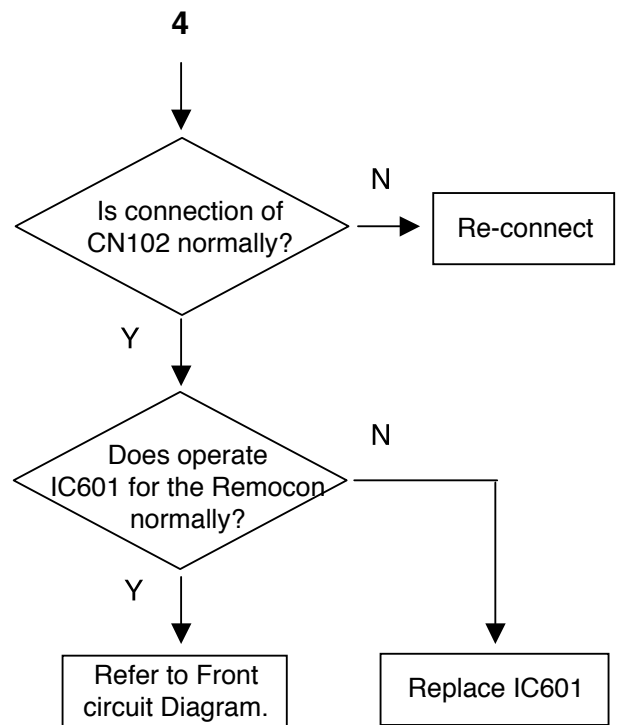 4
Is connection of
CN102 normally?
N
Re-connect
Y
Does operate
IC601 for the Remocon
normally?
N
Y
Refer to Front
circuit Diagram.
Replace IC601